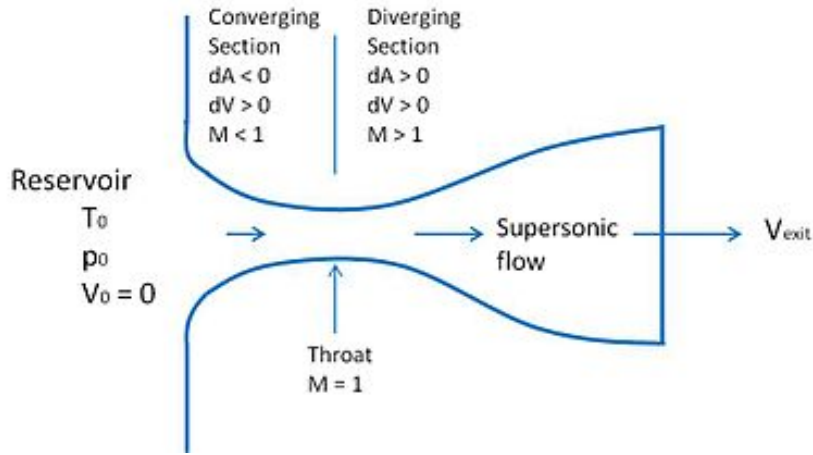 Converging
Section
dA < 0
dV > 0
M < 1
Diverging
Section
dA > 0
dV > 0
M > 1
Reservoir
T₀
p₀
V₀ = 0
Supersonic
flow
Vexit
Throat
M = 1